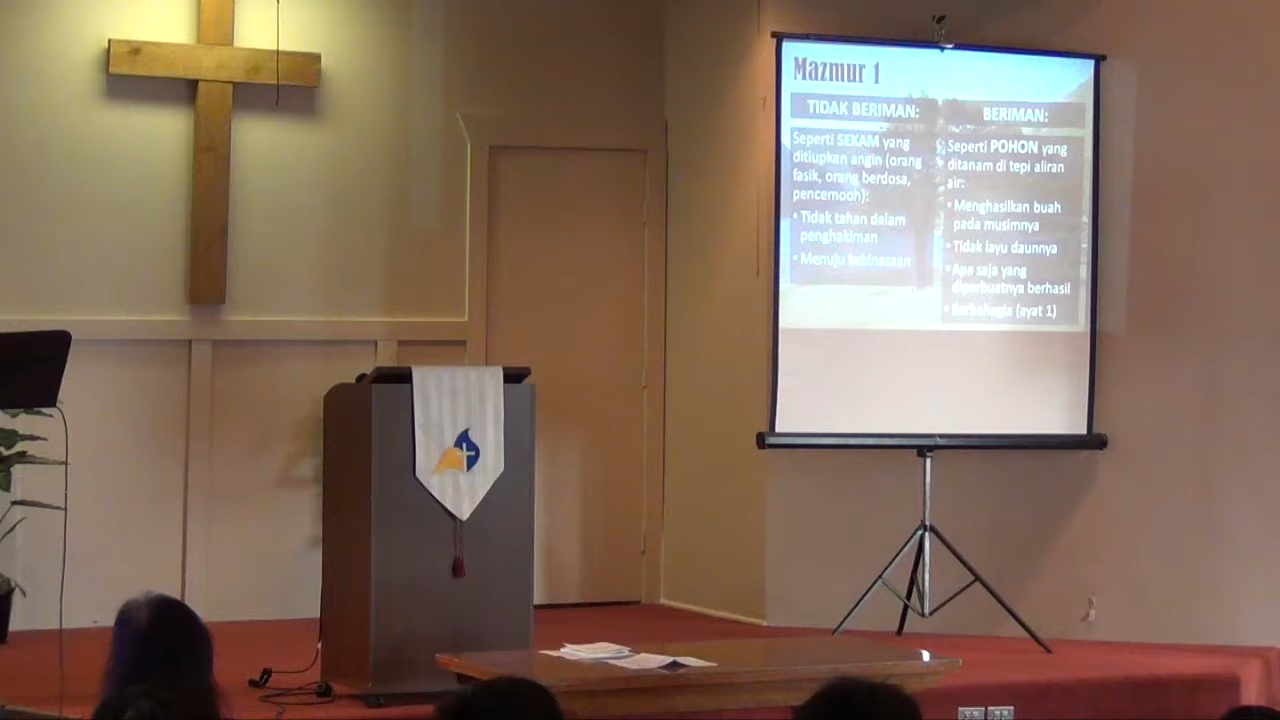 Mazmur 1
TIDAK BERIMAN:
Seperti SEKAM yang
ditiupkan angin (orang
fasik, orang berdosa,
pencemooh):
• Tidak tahan dalam
penghakiman
• Menuju kebinasaan
BERIMAN:
Seperti POHON yang
ditanam di tepi aliran
air:
• Menghasilkan buah
pada musimnya
• Tidak layu daunnya
• Apa saja yang
diperbuatnya berhasil
• Berbahagia (ayat 1)